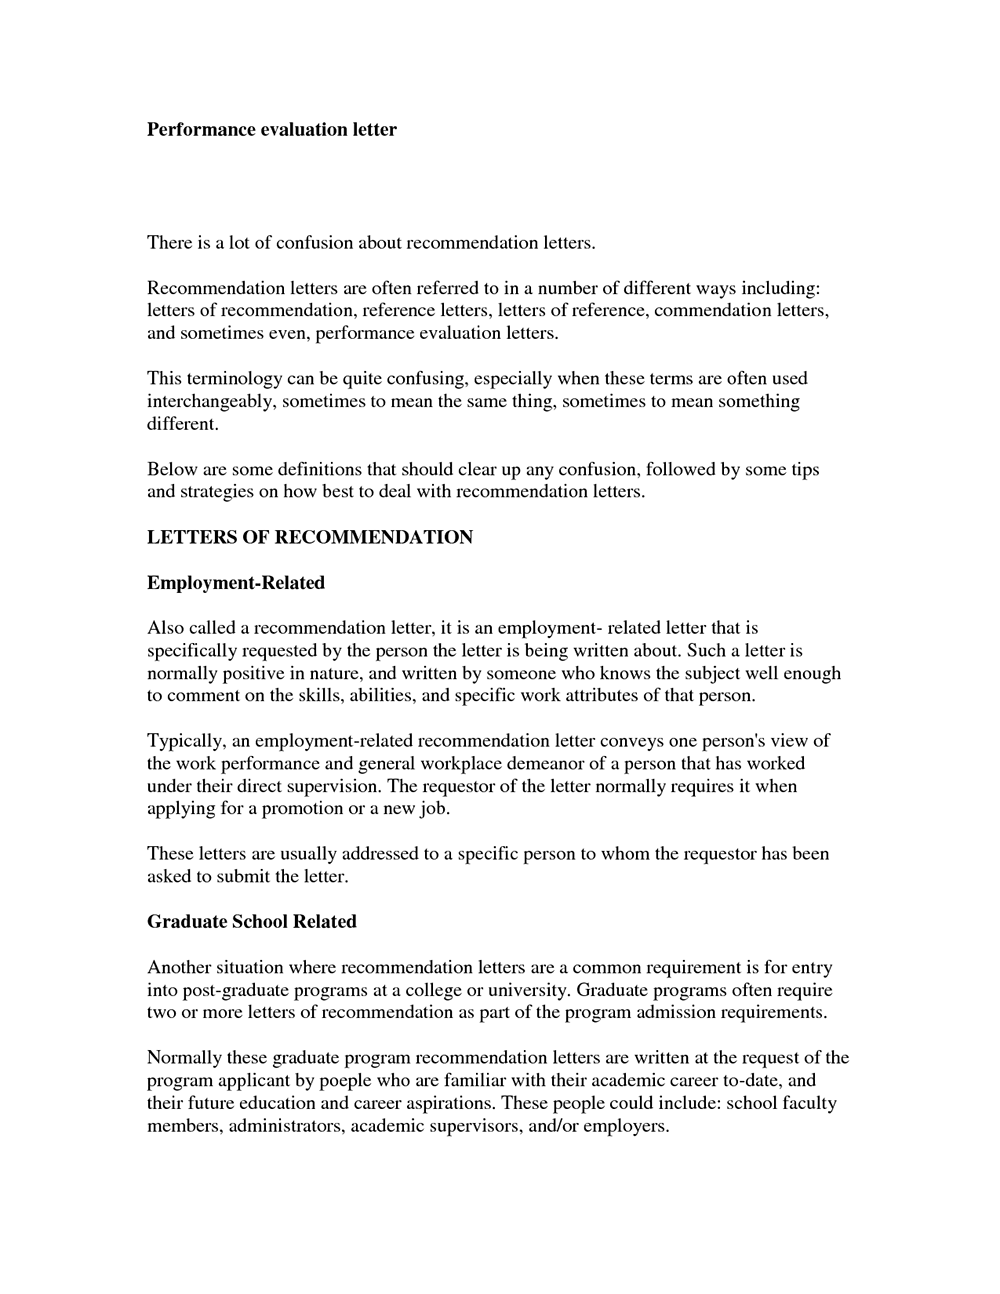 Performance evaluation letter
There is a lot of confusion about recommendation letters.
Recommendation letters are often referred to in a number of different ways including:
letters of recommendation, reference letters, letters of reference, commendation letters,
and sometimes even, performance evaluation letters.
This terminology can be quite confusing, especially when these terms are often used
interchangeably, sometimes to mean the same thing, sometimes to mean something
different.
Below are some definitions that should clear up any confusion, followed by some tips
and strategies on how best to deal with recommendation letters.
LETTERS OF RECOMMENDATION
Employment-Related
Also called a recommendation letter, it is an employment- related letter that is
specifically requested by the person the letter is being written about. Such a letter is
normally positive in nature, and written by someone who knows the subject well enough
to comment on the skills, abilities, and specific work attributes of that person.
Typically, an employment-related recommendation letter conveys one person's view of
the work performance and general workplace demeanor of a person that has worked
under their direct supervision. The requestor of the letter normally requires it when
applying for a promotion or a new job.
These letters are usually addressed to a specific person to whom the requestor has been
asked to submit the letter.
Graduate School Related
Another situation where recommendation letters are a common requirement is for entry
into post-graduate programs at a college or university. Graduate programs often require
two or more letters of recommendation as part of the program admission requirements.
Normally these graduate program recommendation letters are written at the request of the
program applicant by poeple who are familiar with their academic career to-date, and
their future education and career aspirations. These people could include: school faculty
members, administrators, academic supervisors, and/or employers.